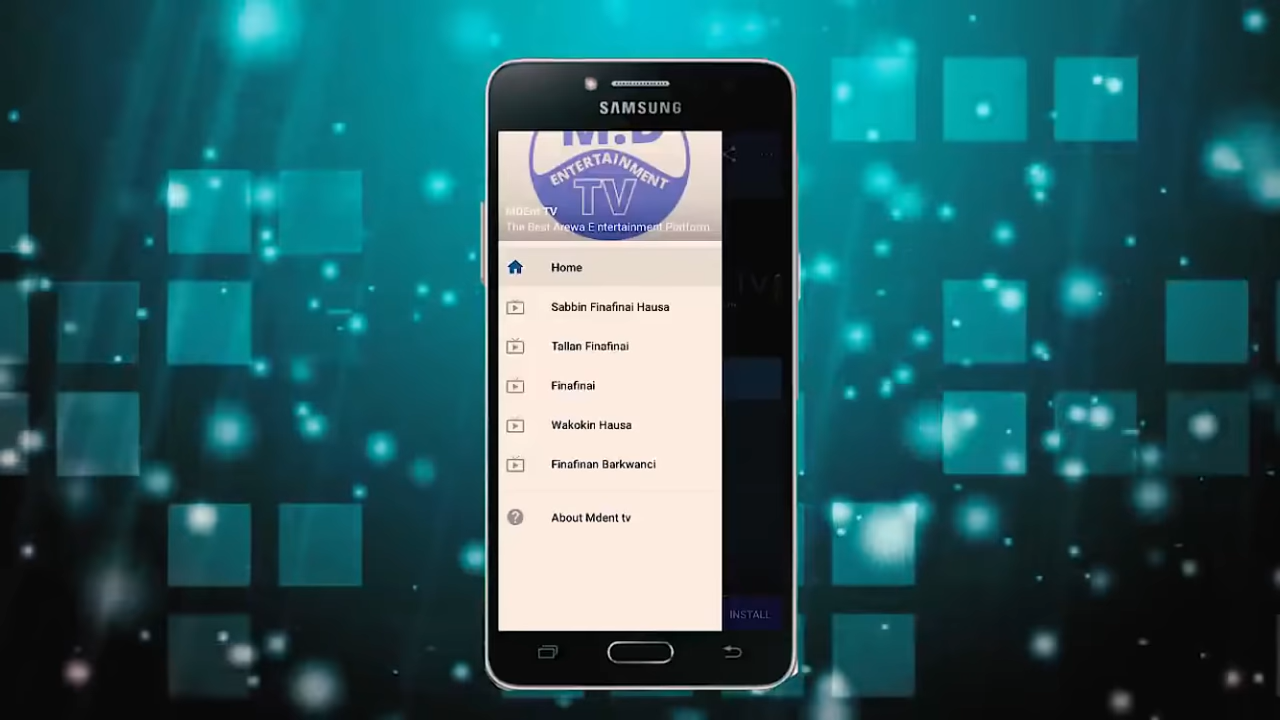 SAMSUNG
M.D
ENTERTAINMENT
TV
MDEnt TV
The Best Arewa Entertainment Platform
Home
Sabbin Finafinai Hausa
Tallan Finafinai
Finafinai
Wakokin Hausa
Finafinan Barkwanci
About Mdent tv
INSTALL